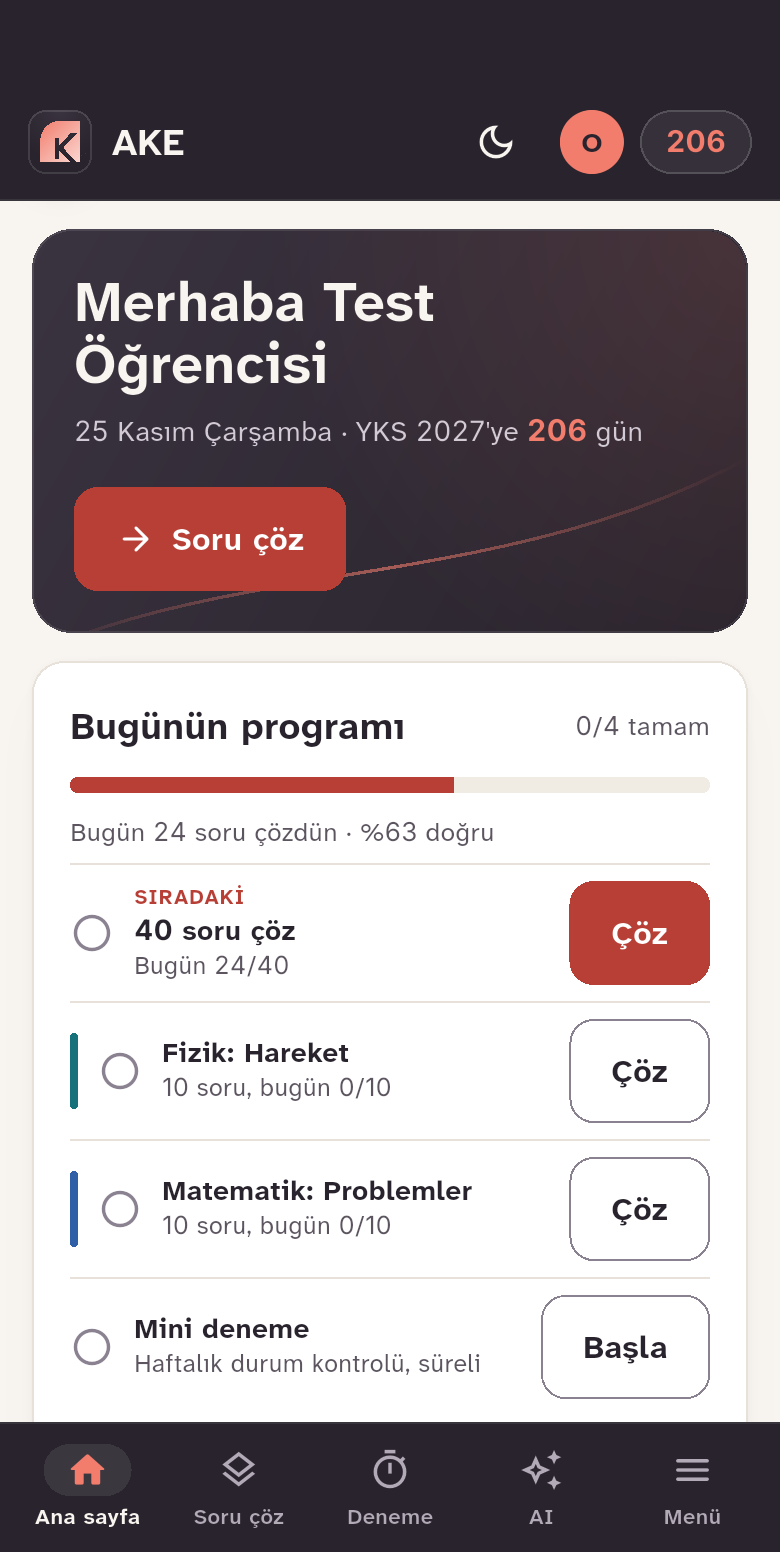 K
AKE
O
206
Merhaba Test
Öğrencisi
25 Kasım Çarşamba · YKS 2027'ye 206 gün
Soru çöz
Bugünün programı
0/4 tamam
Bugün 24 soru çözdün · %63 doğru
SIRADAKİ
40 soru çöz
Bugün 24/40
Çöz
Fizik: Hareket
10 soru, bugün 0/10
Çöz
Matematik: Problemler
10 soru, bugün 0/10
Çöz
Mini deneme
Haftalık durum kontrolü, süreli
Başla
Ana sayfa
Soru çöz
Deneme
AI
Menü